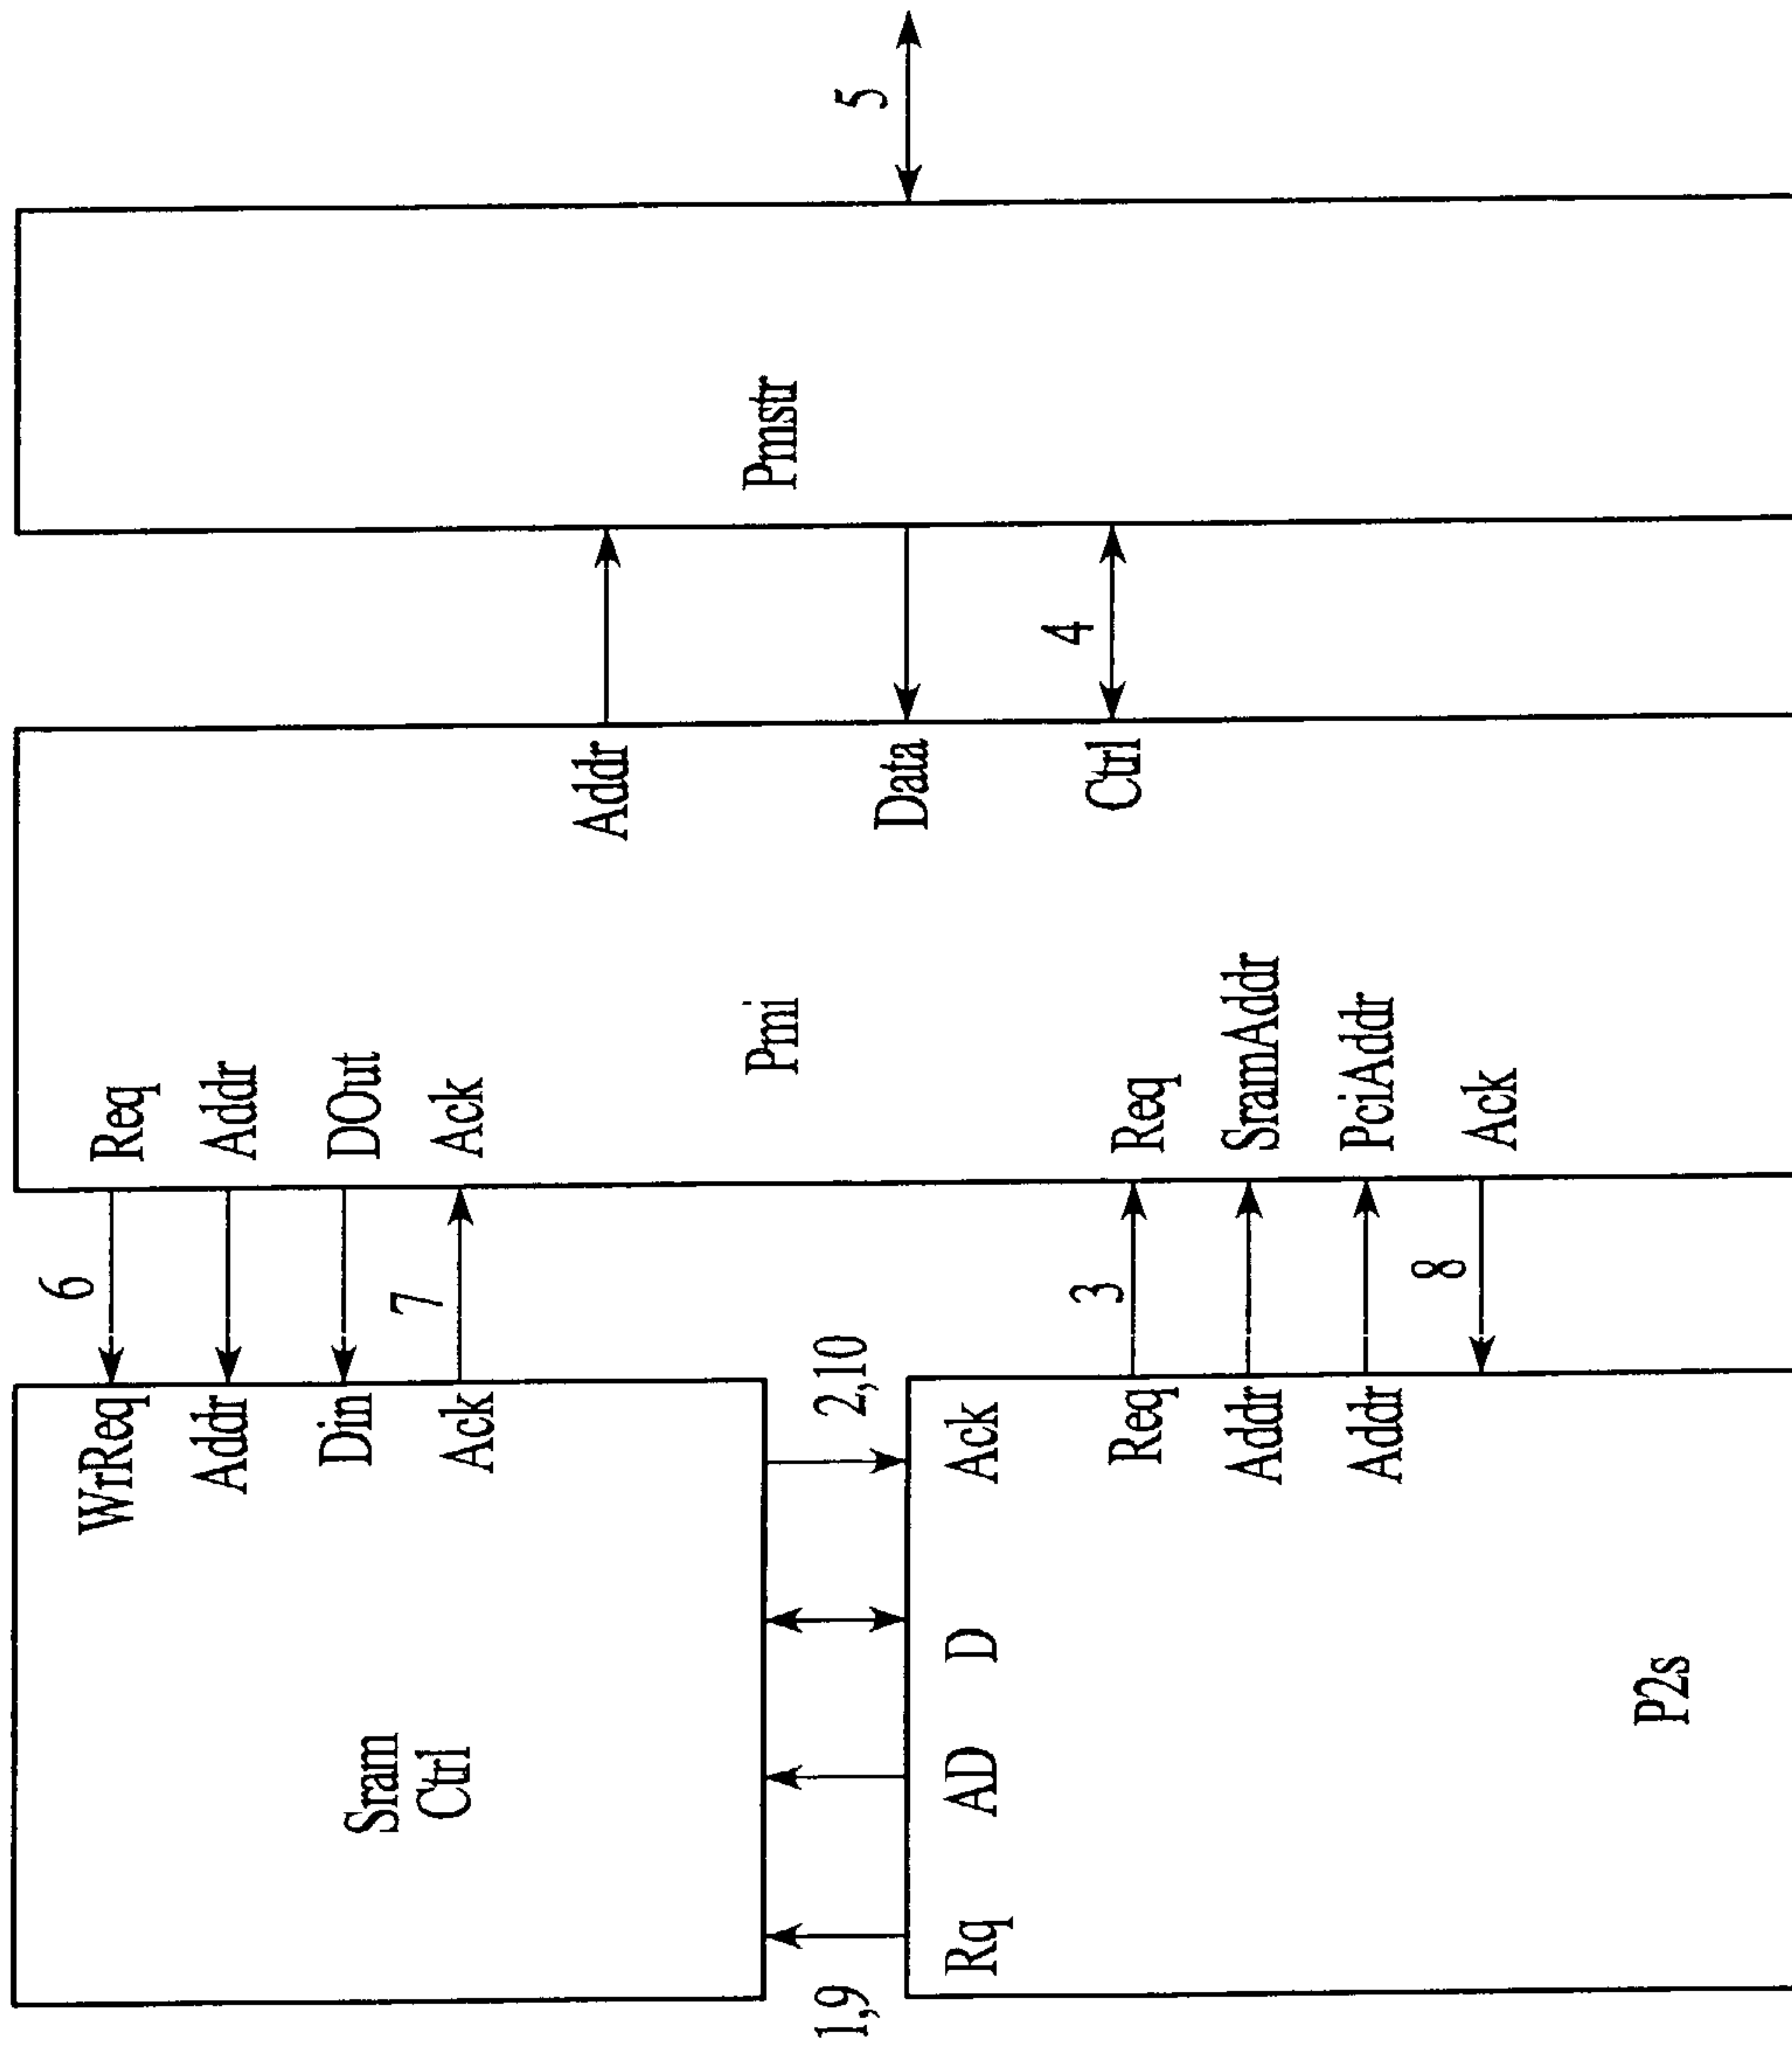 6
WrReq
Req
Addr
Addr
Din
DOut
Sram
Ctrl
7
Ack
Ack
Addr
Pmi
Pmstr
1,9
2,10
5
Data
Rq
AD
D
Ack
4
Ctrl
3
Req
Req
Addr
SramAddr
Addr
PciAddr
8
Ack
P2s